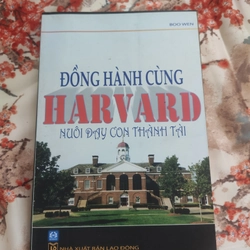 ĐỒNG HÀNH CÙNG
HARVARD
NUÔI DẠY CON THÀNH TÀI
NHÀ XUẤT BẢN LAO ĐỘNG